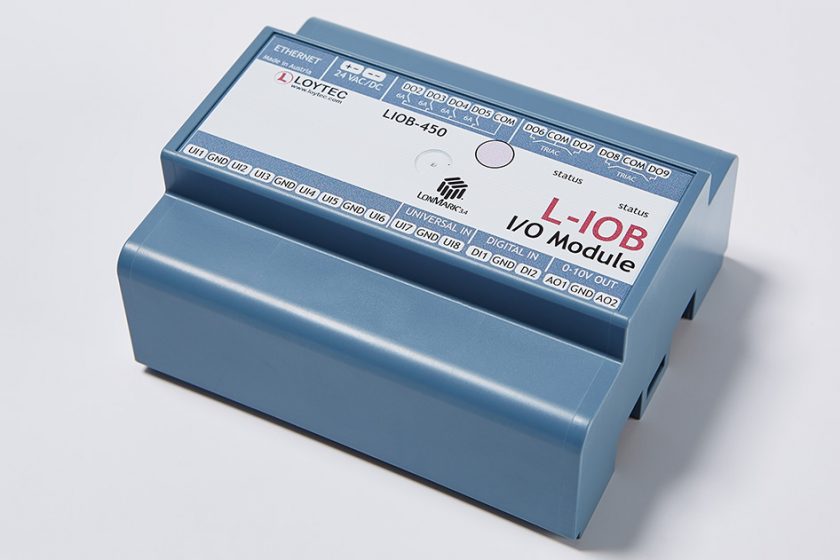 ETHERNET
Made in Austria
24 VAC/DC
LOYTEC
www.loytec.com
DO2 DO3 DO4 DO5 COM
6A 6A 6A 6A
DO6 COM DO7 DO8 COM DO9
TRIAC TRIAC
LIOB-450
status
status
LONMARK 3.4
L-IOB
I/O Module
UNIVERSAL IN
DIGITAL IN
0-10V OUT
UI1 GND UI2 UI3 GND UI4 UI5 GND UI6 UI7 GND UI8 DI1 GND DI2 AO1 GND AO2